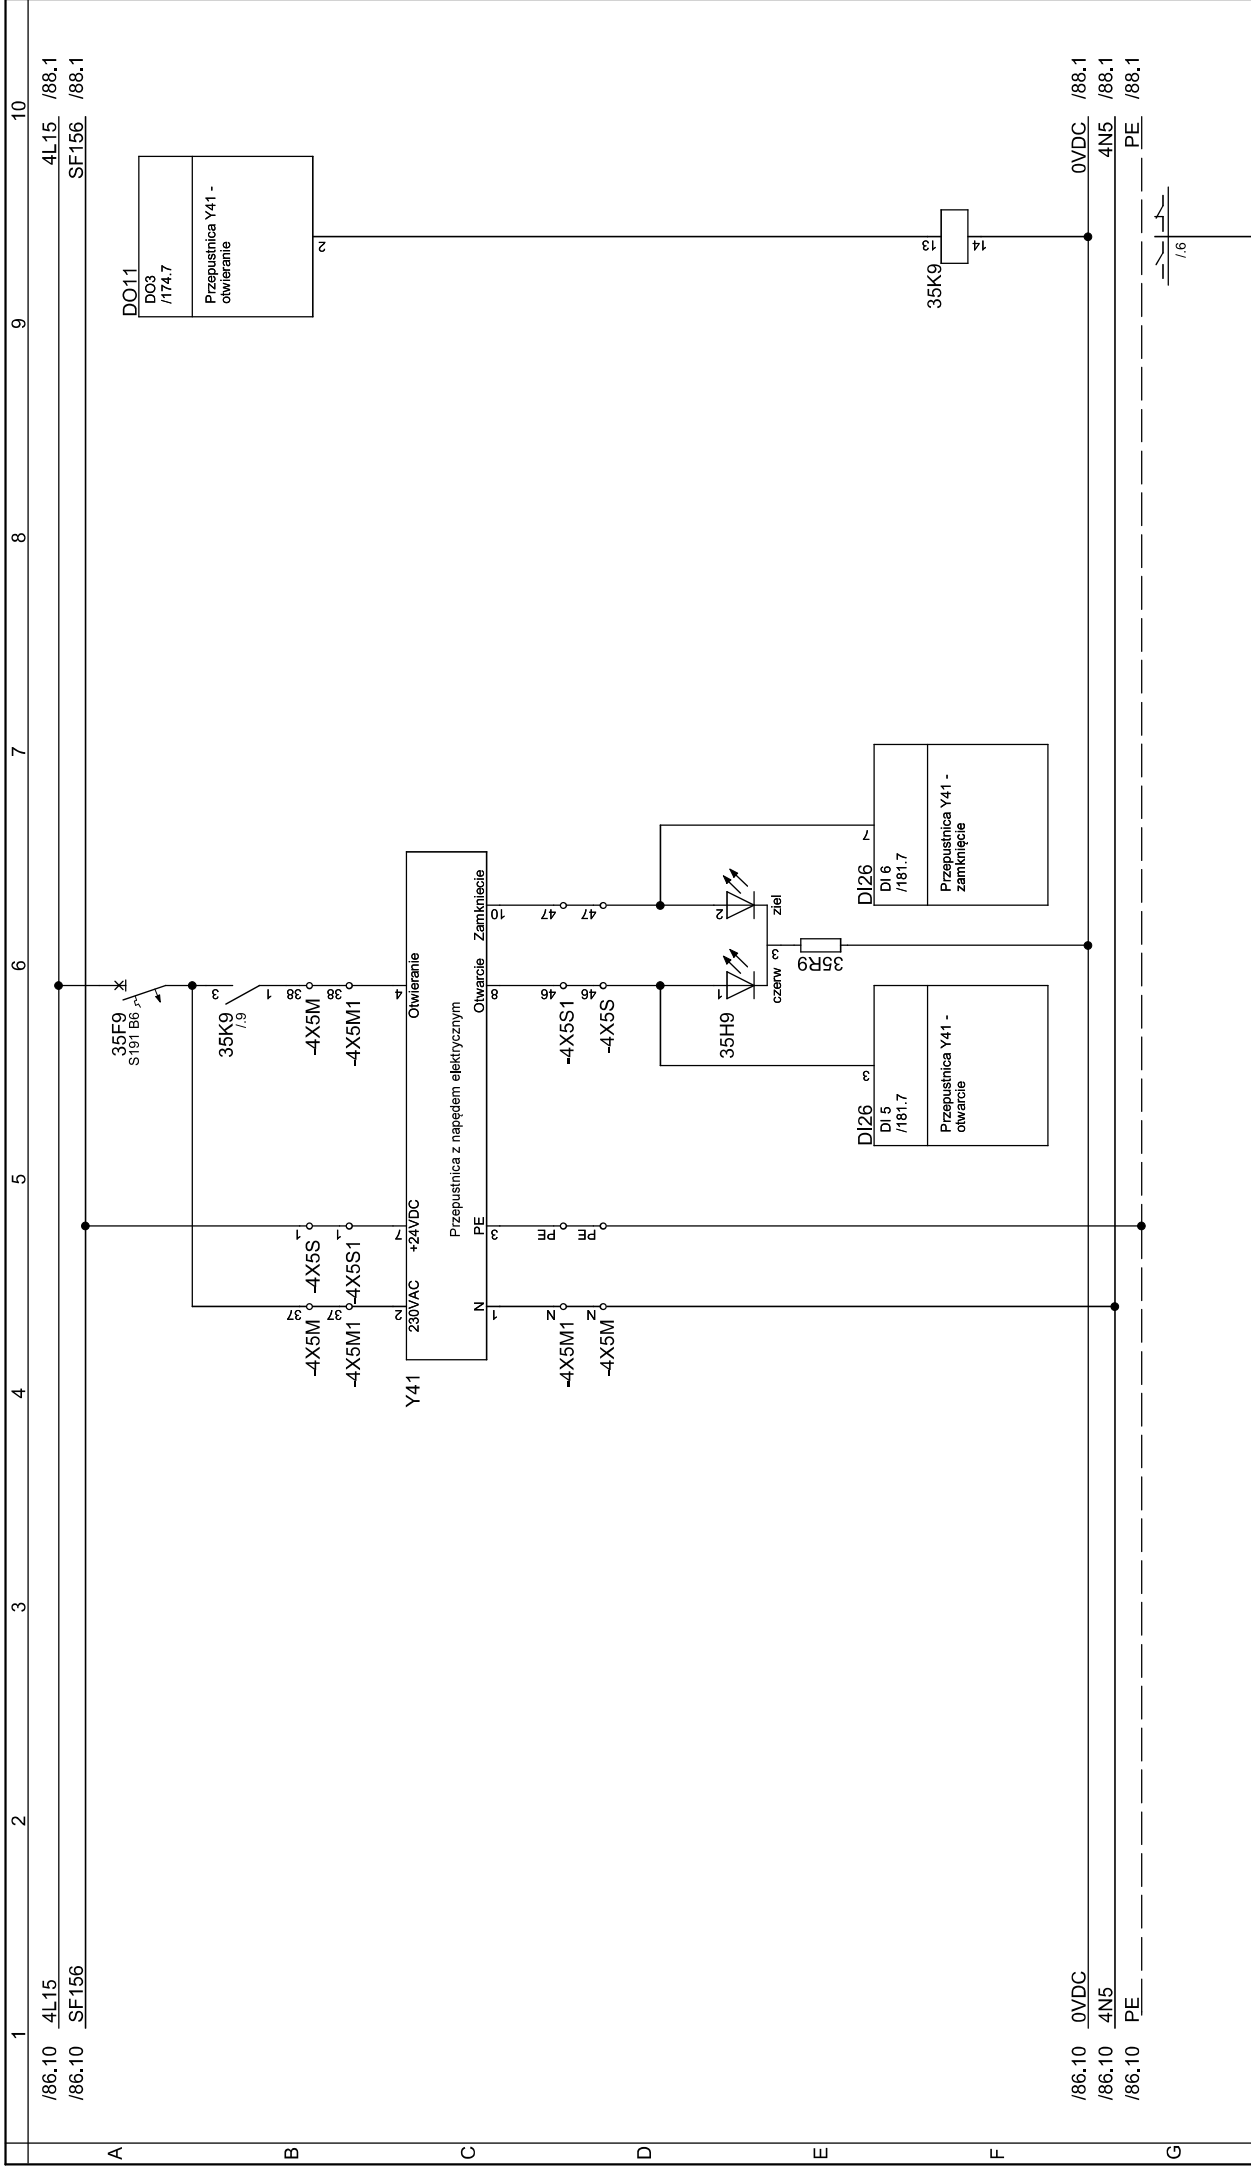 1 2 3 4 5 6 7 8 9 10
/86.10 4L15 4L15 /88.1
/86.10 SF156 SF156 /88.1
A
B
C
D
E
F
G
35F9
S191 B6
DO11
DO3
/174.7
Przepustnica Y41 -
otwieranie
2
3
35K9
/.9
1
37
-4X5M
37
-4X5M1
1
-4X5S
1
-4X5S1
38
-4X5M
38
-4X5M1
2 7 4
Y41
230VAC +24VDC Otwieranie
Przepustnica z napędem elektrycznym
N PE Otwarcie Zamkniecie
1 3 8 10
N PE 46 47
-4X5M1 -4X5S1
N PE 46 47
-4X5M -4X5S
35H9
1 2
czerw 3 ziel
35R9
DI26
3
DI 5
/181.7
Przepustnica Y41 -
otwarcie
DI26
7
DI 6
/181.7
Przepustnica Y41 -
zamknięcie
13
35K9
14
/86.10 0VDC 0VDC /88.1
/86.10 4N5 4N5 /88.1
/86.10 PE PE /88.1
/.6